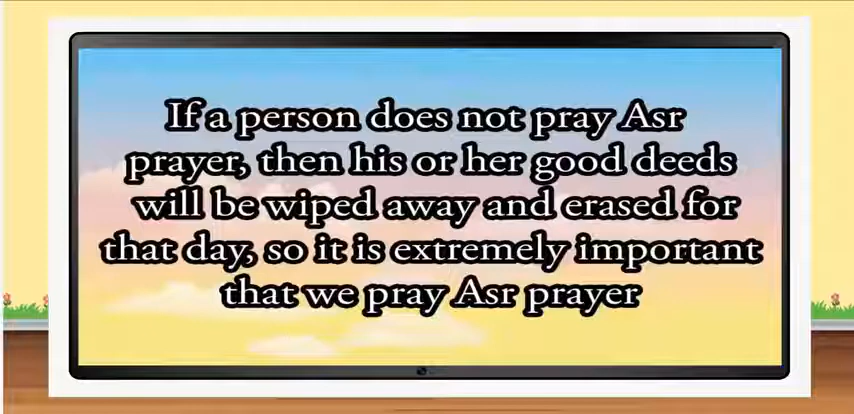 If a person does not pray Asr
prayer, then his or her good deeds
will be wiped away and erased for
that day, so it is extremely important
that we pray Asr prayer